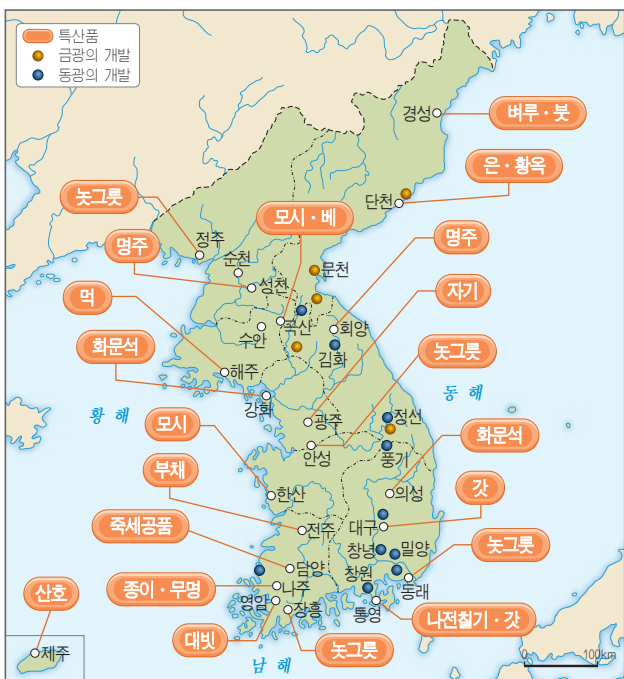 특산품
금광의 개발
동광의 개발
경성
벼루·붓
은·황옥
단천
놋그릇
모시·베
정주
명주
명주
순천
문천
성천
자기
먹
곡산
회양
수안
김화
놋그릇
화문석
해주
동해
황해
강화
정선
모시
광주
화문석
안성
풍기
부채
갓
한산
의성
죽세공품
전주
대구
놋그릇
창녕
밀양
담양
종이·무명
창원
동래
산호
나주
영암
통영
장흥
나전칠기·갓
대빗
놋그릇
제주
남해
0 100km